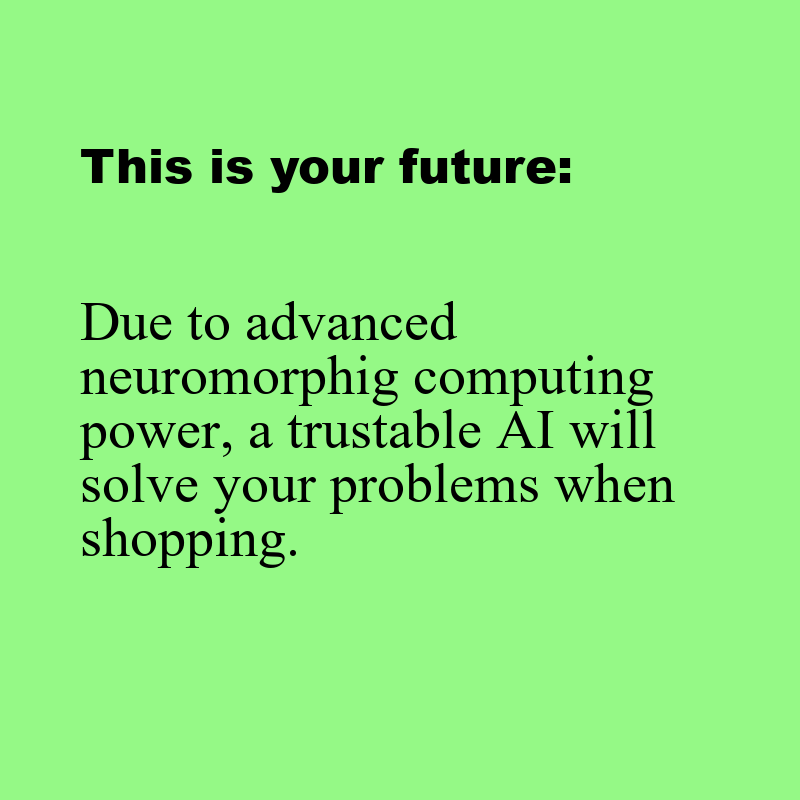 This is your future:
Due to advanced
neuromorphig computing
power, a trustable AI will
solve your problems when
shopping.